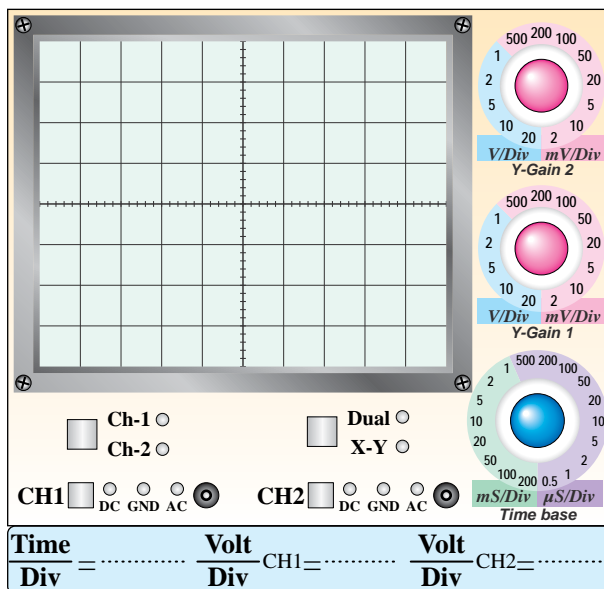 500 200 100 50 20 10 2
1 2 5 10 20
V/Div mV/Div
Y-Gain 2
500 200 100 50 20 10 2
1 2 5 10 20
V/Div mV/Div
Y-Gain 1
500 200 100 50 20 10 5 2 1 0.5
1 2 5 10 20 50 100 200
mS/Div µS/Div
Time base
Ch-1
Ch-2
Dual
X-Y
CH1 DC GND AC
CH2 DC GND AC
Time/Div = ............ Volt/Div CH1= ............ Volt/Div CH2= ............